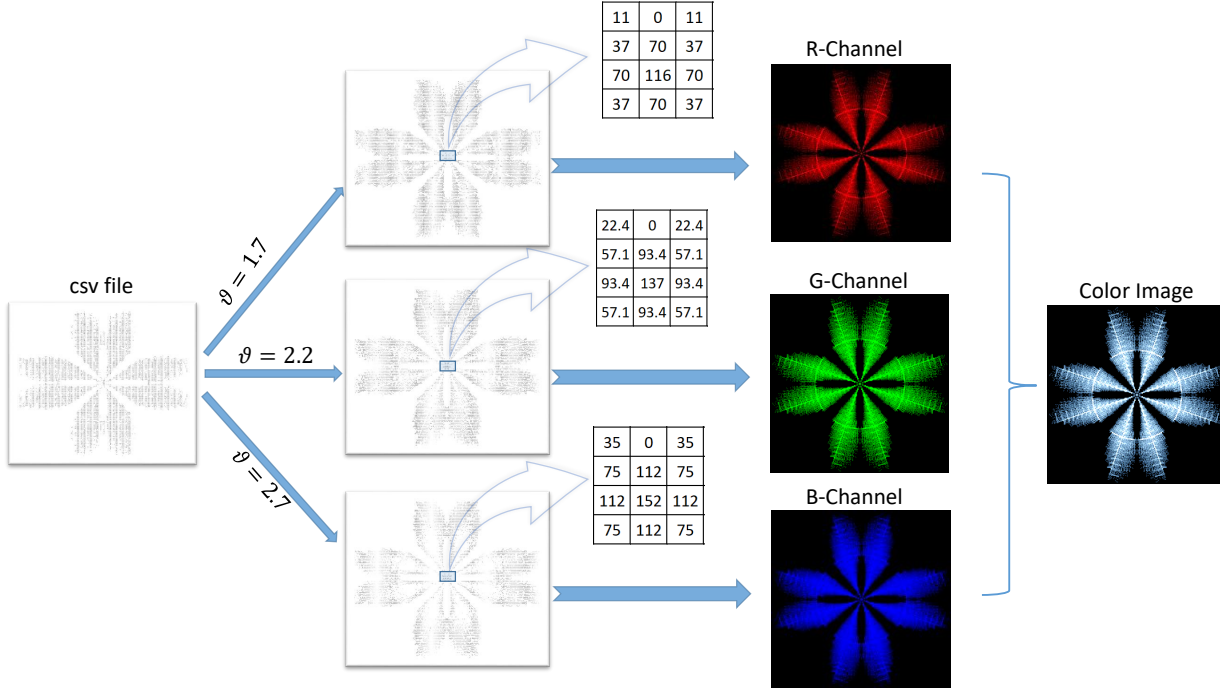 csv file
𝜗 = 1.7
𝜗 = 2.2
𝜗 = 2.7
11 0 11
37 70 37
70 116 70
37 70 37
22.4 0 22.4
57.1 93.4 57.1
93.4 137 93.4
57.1 93.4 57.1
35 0 35
75 112 75
112 152 112
75 112 75
R-Channel
G-Channel
B-Channel
Color Image